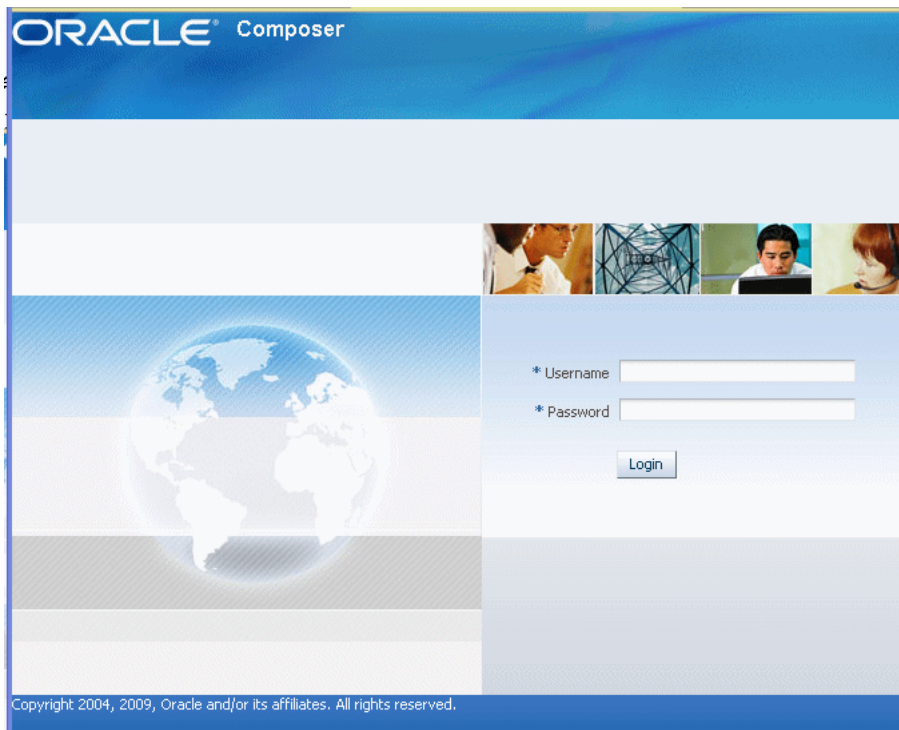 ORACLE® Composer
* Username
* Password
Login
Copyright 2004, 2009, Oracle and/or its affiliates. All rights reserved.